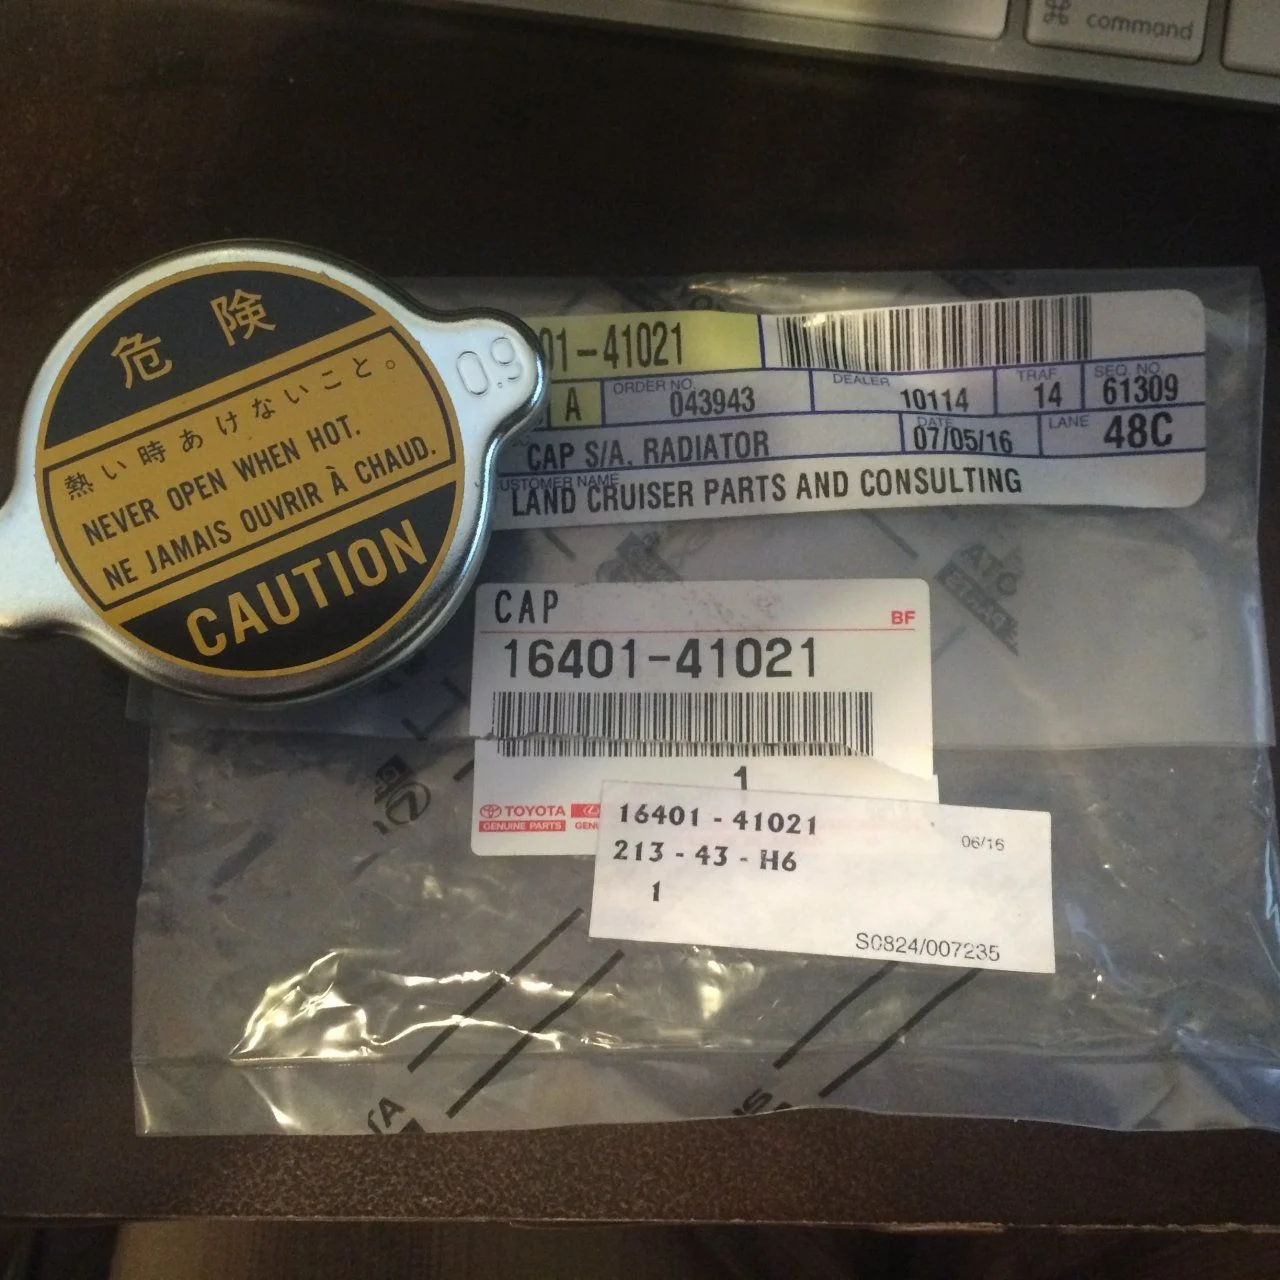 ⌘ command
危険
熱い時あけないこと。
NEVER OPEN WHEN HOT.
NE JAMAIS OUVRIR À CHAUD.
CAUTION
0.9
01-41021
A
ORDER NO.
043943
DEALER
10114
TRAF
14
SEQ. NO.
61309
CAP S/A, RADIATOR
DATE
07/05/16
LANE
48C
CUSTOMER NAME
LAND CRUISER PARTS AND CONSULTING
CAP
BF
16401-41021
1
TOYOTA
GENUINE PARTS
GENU
16401 - 41021
06/16
213 - 43 - H6
1
S0824/007235